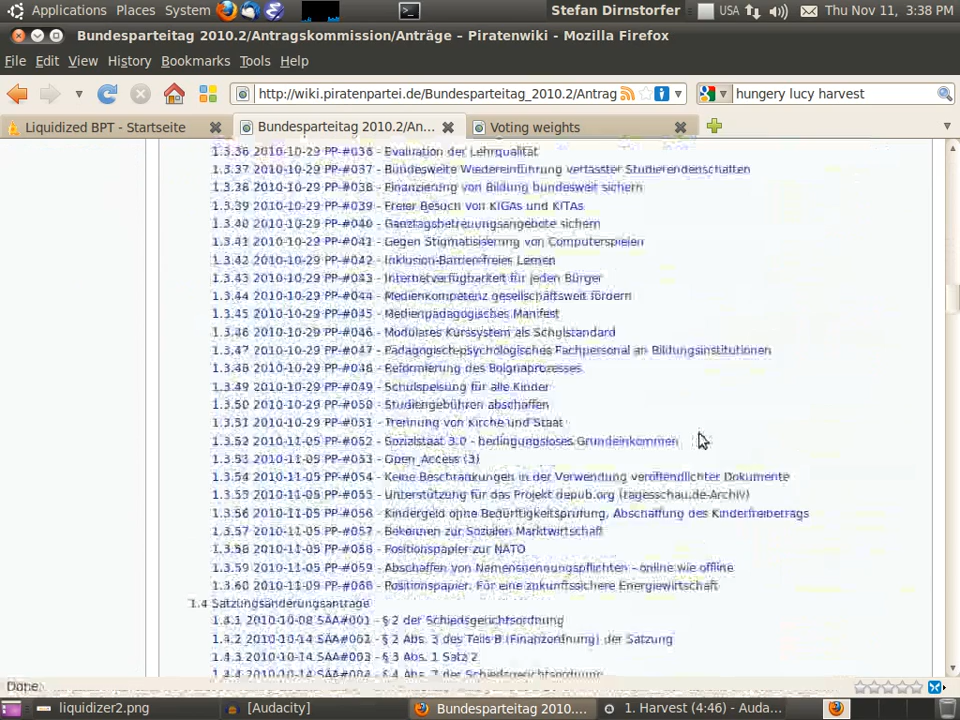 Applications Places System Stefan Dirnstorfer USA Thu Nov 11, 3:38 PM
Bundesparteitag 2010.2/Antragskommission/Anträge – Piratenwiki - Mozilla Firefox
File Edit View History Bookmarks Tools Help
http://wiki.piratenpartei.de/Bundesparteitag_2010.2/Antrag hungery lucy harvest
Liquidized BPT - Startseite Bundesparteitag 2010.2/An... Voting weights
1.3.36 2010-10-29 PP-#036 - Evaluation der Lehrqualität
1.3.37 2010-10-29 PP-#037 - Bundesweite Wiedereinführung verfasster Studierendenschaften
1.3.38 2010-10-29 PP-#038 - Finanzierung von Bildung bundesweit sichern
1.3.39 2010-10-29 PP-#039 - Freier Besuch von KIGAs und KITAs
1.3.40 2010-10-29 PP-#040 - Ganztagsbetreuungsangebote sichern
1.3.41 2010-10-29 PP-#041 - Gegen Stigmatisierung von Computerspielen
1.3.42 2010-10-29 PP-#042 - Inklusion-Barrierefreies Lernen
1.3.43 2010-10-29 PP-#043 - Internetverfügbarkeit für jeden Bürger
1.3.44 2010-10-29 PP-#044 - Medienkompetenz gesellschaftsweit fördern
1.3.45 2010-10-29 PP-#045 - Medienpädagogisches Manifest
1.3.46 2010-10-29 PP-#046 - Modulares Kurssystem als Schulstandard
1.3.47 2010-10-29 PP-#047 - Pädagogisch-psychologisches Fachpersonal an Bildungsinstitutionen
1.3.48 2010-10-29 PP-#048 - Reformierung des Bolognaprozesses
1.3.49 2010-10-29 PP-#049 - Schulspeisung für alle Kinder
1.3.50 2010-10-29 PP-#050 - Studiengebühren abschaffen
1.3.51 2010-10-29 PP-#051 - Trennung von Kirche und Staat
1.3.52 2010-11-05 PP-#052 - Sozialstaat 3.0 - bedingungsloses Grundeinkommen
1.3.53 2010-11-05 PP-#053 - Open Access (3)
1.3.54 2010-11-05 PP-#054 - Keine Beschränkungen in der Verwendung veröffentlichter Dokumente
1.3.55 2010-11-05 PP-#055 - Unterstützung für das Projekt depub.org (tagesschau.de-Archiv)
1.3.56 2010-11-05 PP-#056 - Kindergeld ohne Bedürftigkeitsprüfung, Abschaffung des Kinderfreibetrags
1.3.57 2010-11-05 PP-#057 - Bekennen zur Sozialen Marktwirtschaft
1.3.58 2010-11-05 PP-#058 - Positionspapier zur NATO
1.3.59 2010-11-05 PP-#059 - Abschaffen von Namensnennungspflichten - online wie offline
1.3.60 2010-11-09 PP-#060 - Positionspapier: Für eine zukunftssichere Energiewirtschaft
1.4 Satzungsänderungsanträge
1.4.1 2010-10-08 SÄA#001 - § 2 der Schiedsgerichtsordnung
1.4.2 2010-10-14 SÄA#002 - § 2 Abs. 3 des Teils B (Finanzordnung) der Satzung
1.4.3 2010-10-14 SÄA#003 - § 3 Abs. 1 Satz 2
1.4.4 2010-10-14 SÄA#004 - § 4 Abs. 7 der Schiedsgerichtsordnung
Done
liquidizer2.png [Audacity] Bundesparteitag 2010.... 1. Harvest (4:46) - Auda...